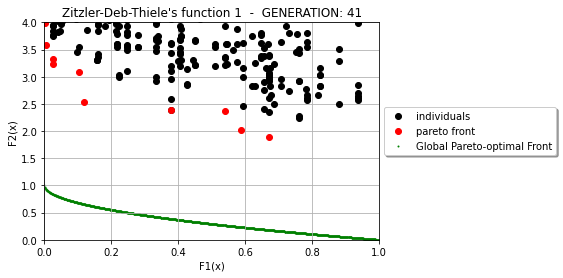 Zitzler-Deb-Thiele's function 1 - GENERATION: 41
4.0
3.5
3.0
2.5
2.0
1.5
1.0
0.5
0.0
F2(x)
0.0 0.2 0.4 0.6 0.8 1.0
F1(x)
individuals
pareto front
Global Pareto-optimal Front